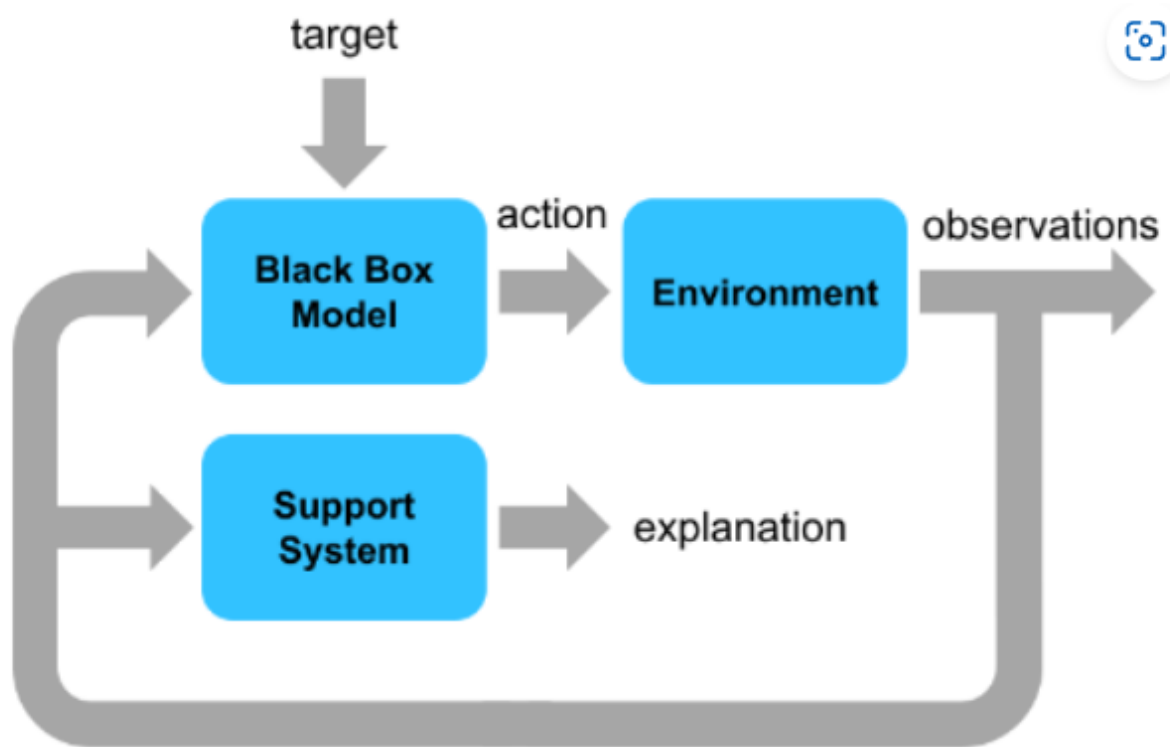 target
action
observations
Black Box
Model
Environment
Support
System
explanation